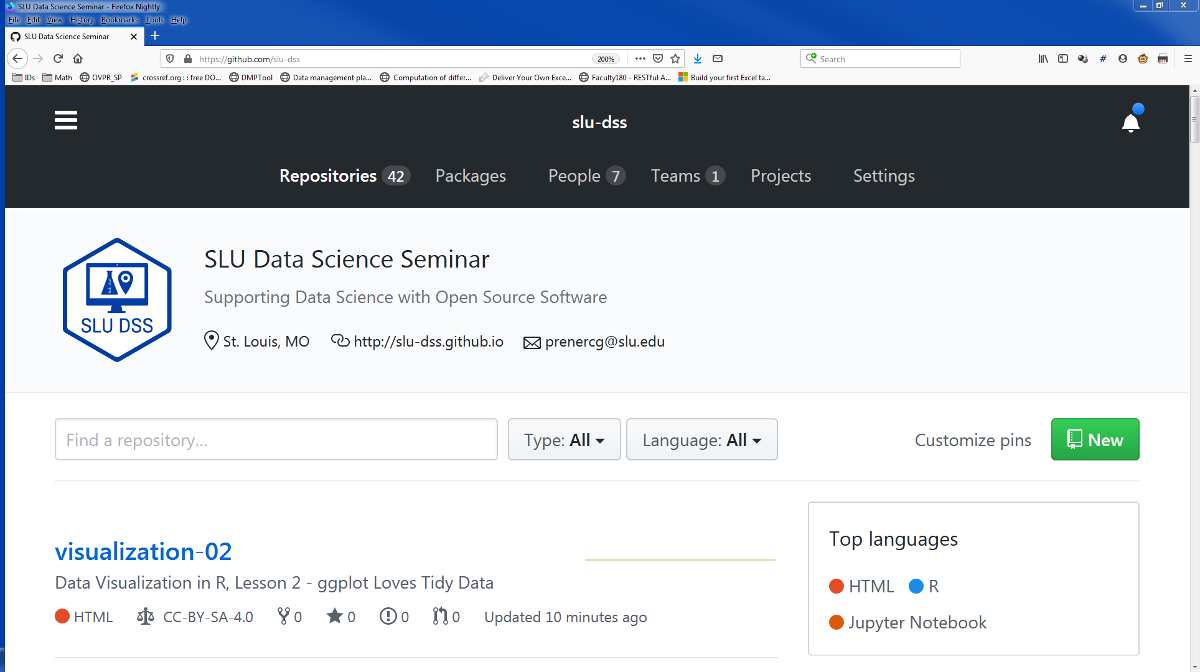 SLU Data Science Seminar - Firefox Nightly
File Edit View History Bookmarks Tools Help
SLU Data Science Seminar
https://github.com/slu-dss 200% Search
IDs Math OVPR_SP crossref.org : : free DO... DMPTool Data management pla... Computation of differ... Deliver Your Own Exce... Faculty180 - RESTful A... Build your first Excel ta...
slu-dss
Repositories 42 Packages People 7 Teams 1 Projects Settings
SLU DSS
SLU Data Science Seminar
Supporting Data Science with Open Source Software
St. Louis, MO http://slu-dss.github.io prenercg@slu.edu
Find a repository... Type: All Language: All Customize pins New
visualization-02
Data Visualization in R, Lesson 2 - ggplot Loves Tidy Data
HTML CC-BY-SA-4.0 0 0 0 0 Updated 10 minutes ago
Top languages
HTML R
Jupyter Notebook